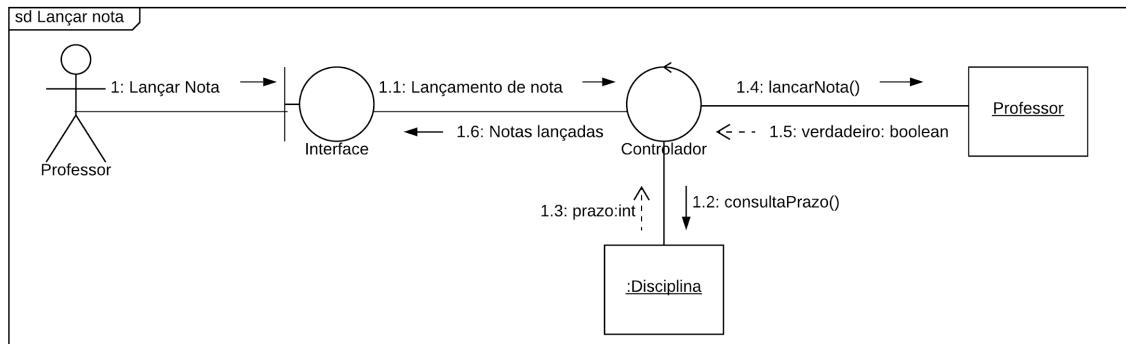 sd Lançar nota
1: Lançar Nota
1.1: Lançamento de nota
1.4: lancarNota()
Professor
1.6: Notas lançadas
1.5: verdadeiro: boolean
Interface
Controlador
Professor
1.3: prazo:int
1.2: consultaPrazo()
:Disciplina